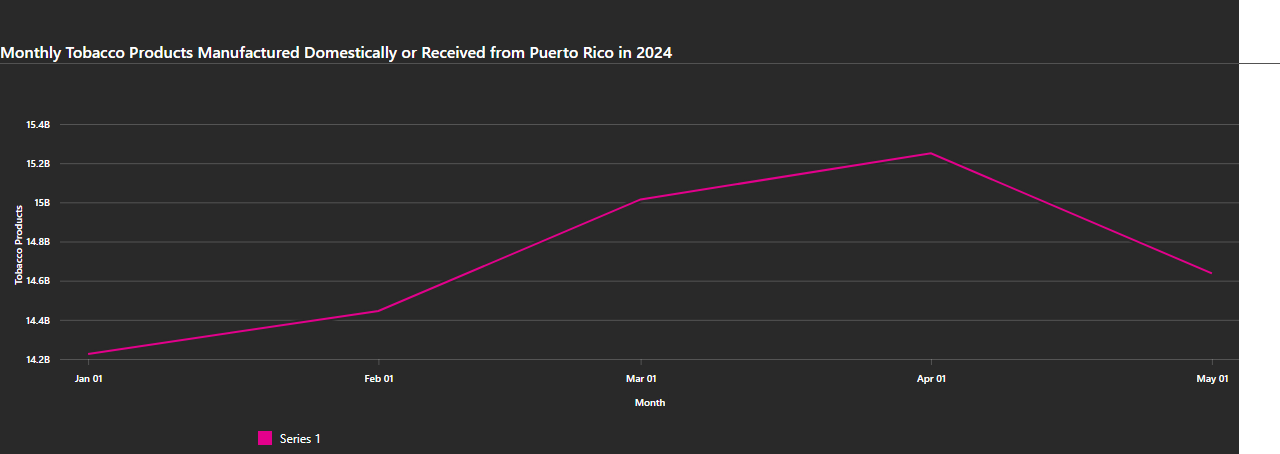 Monthly Tobacco Products Manufactured Domestically or Received from Puerto Rico in 2024
15.4B
15.2B
15B
14.8B
14.6B
14.4B
14.2B
Tobacco Products
Jan 01 Feb 01 Mar 01 Apr 01 May 01
Month
Series 1